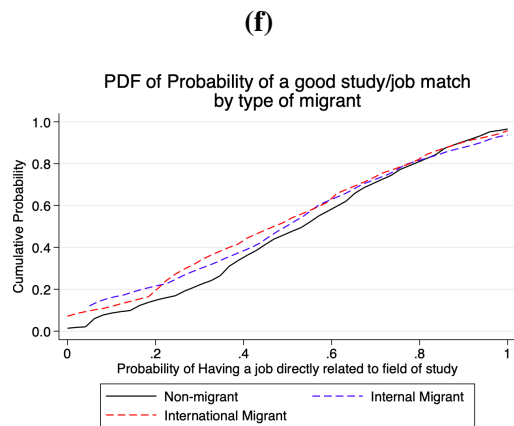 (f)
PDF of Probability of a good study/job match
by type of migrant
Cumulative Probability
1.0
0.8
0.6
0.4
0.2
0.0
0 .2 .4 .6 .8 1
Probability of Having a job directly related to field of study
Non-migrant Internal Migrant
International Migrant